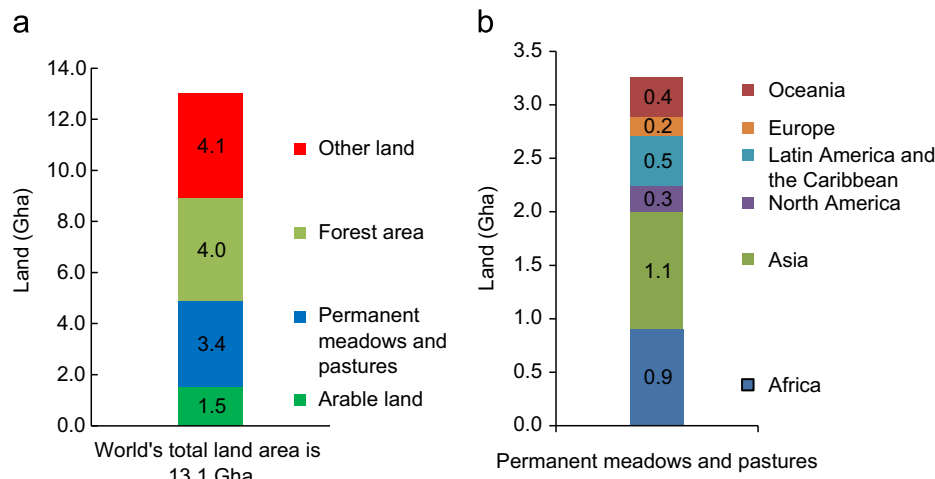 a
14.0
12.0
10.0
8.0
6.0
4.0
2.0
0.0
Land (Gha)
4.1
4.0
3.4
1.5
Other land
Forest area
Permanent
meadows and
pastures
Arable land
World's total land area is
13.1 Gha
b
3.5
3.0
2.5
2.0
1.5
1.0
0.5
0.0
Land (Gha)
0.4
0.2
0.5
0.3
1.1
0.9
Oceania
Europe
Latin America and
the Caribbean
North America
Asia
Africa
Permanent meadows and pastures